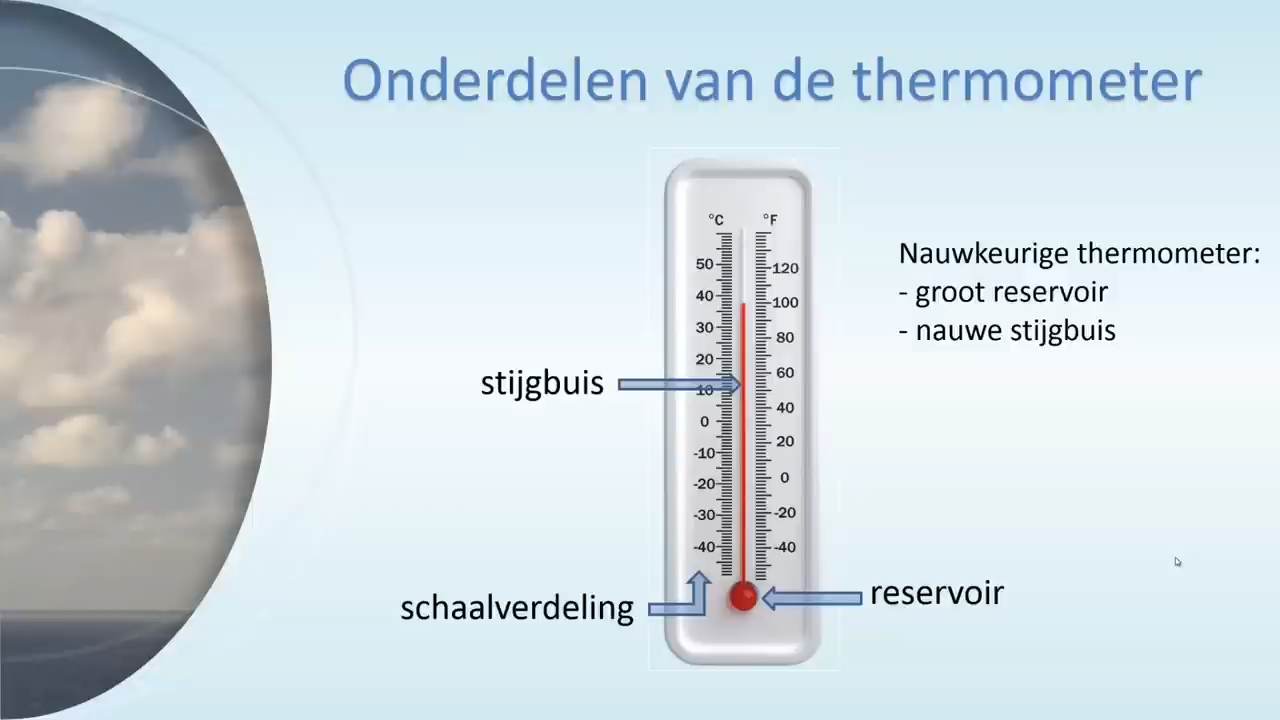 Onderdelen van de thermometer
°C °F
50 120
40 100
30 80
20 60
10 40
0 20
-10 0
-20 -20
-30 -40
-40
Nauwkeurige thermometer:
- groot reservoir
- nauwe stijgbuis
stijgbuis
schaalverdeling
reservoir